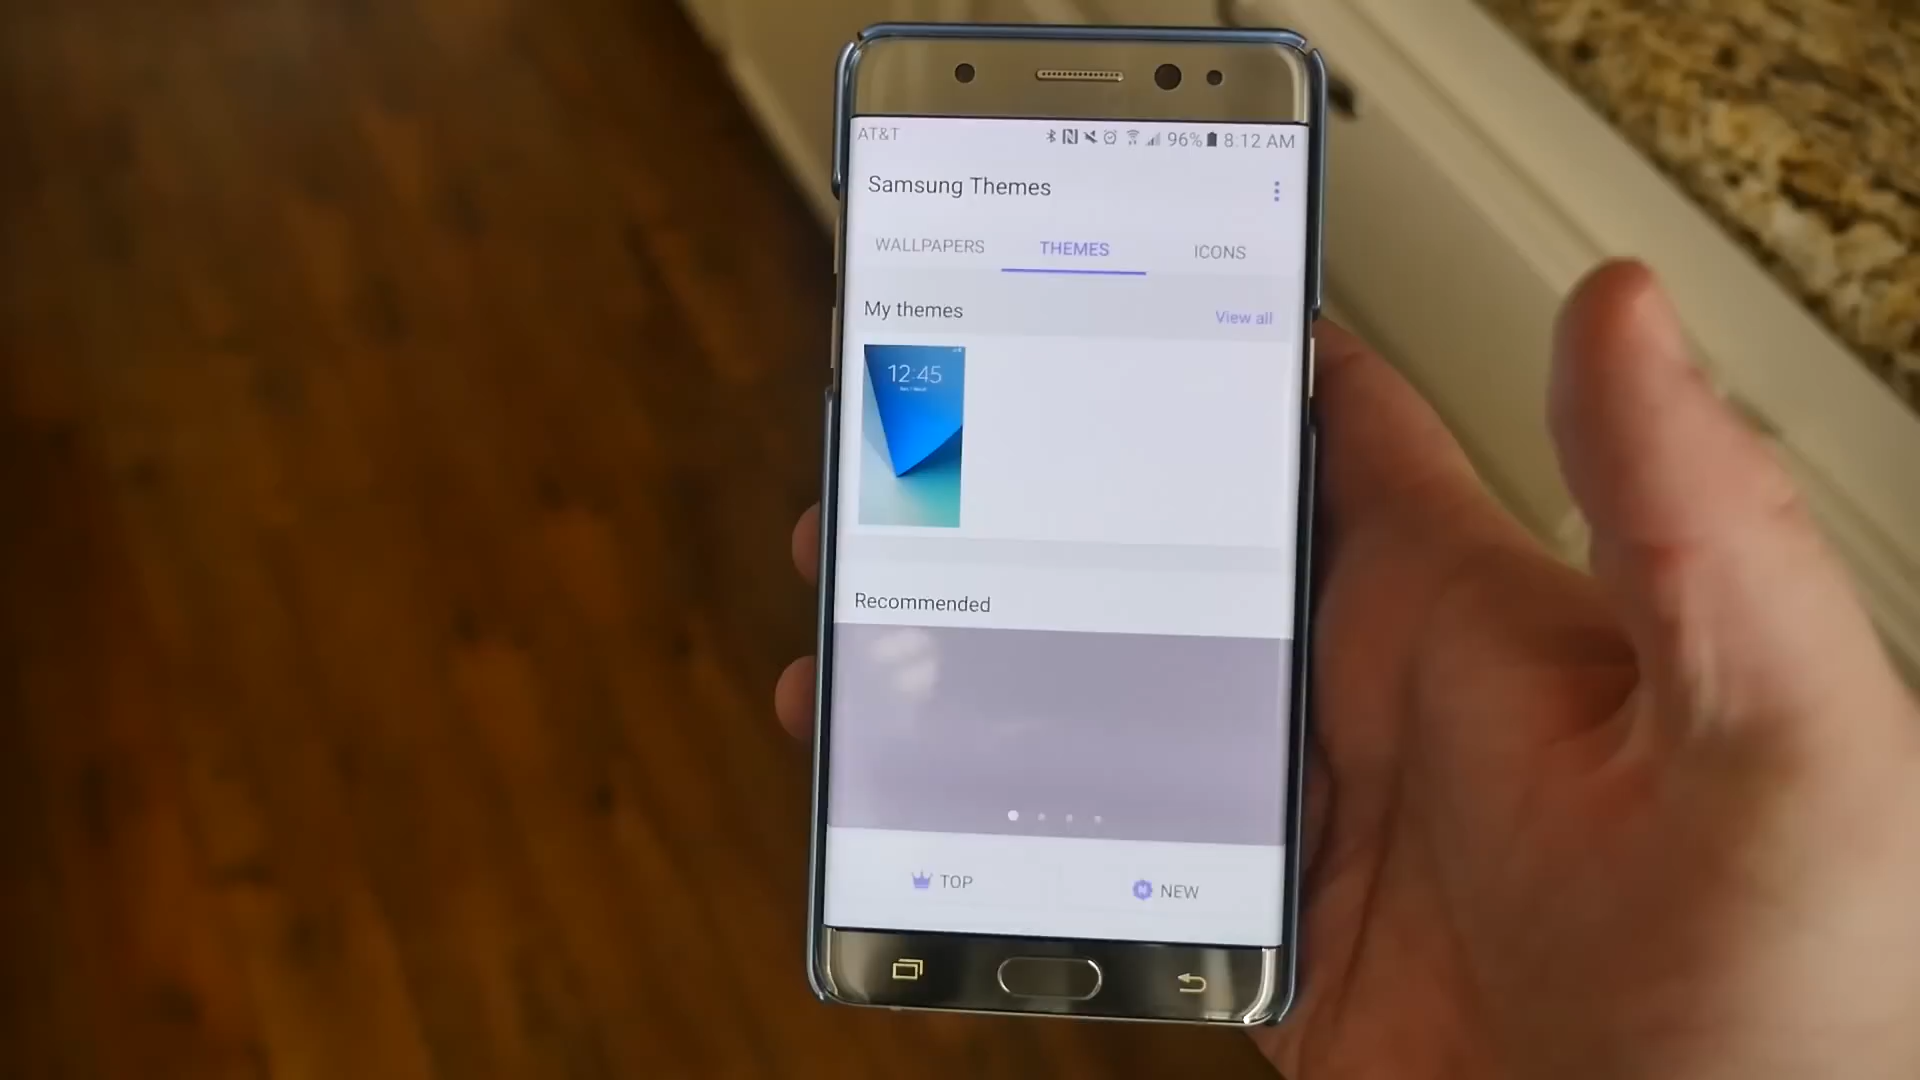 AT&T 96% 8:12 AM
Samsung Themes
WALLPAPERS THEMES ICONS
My themes View all
12:45
Recommended
TOP NEW